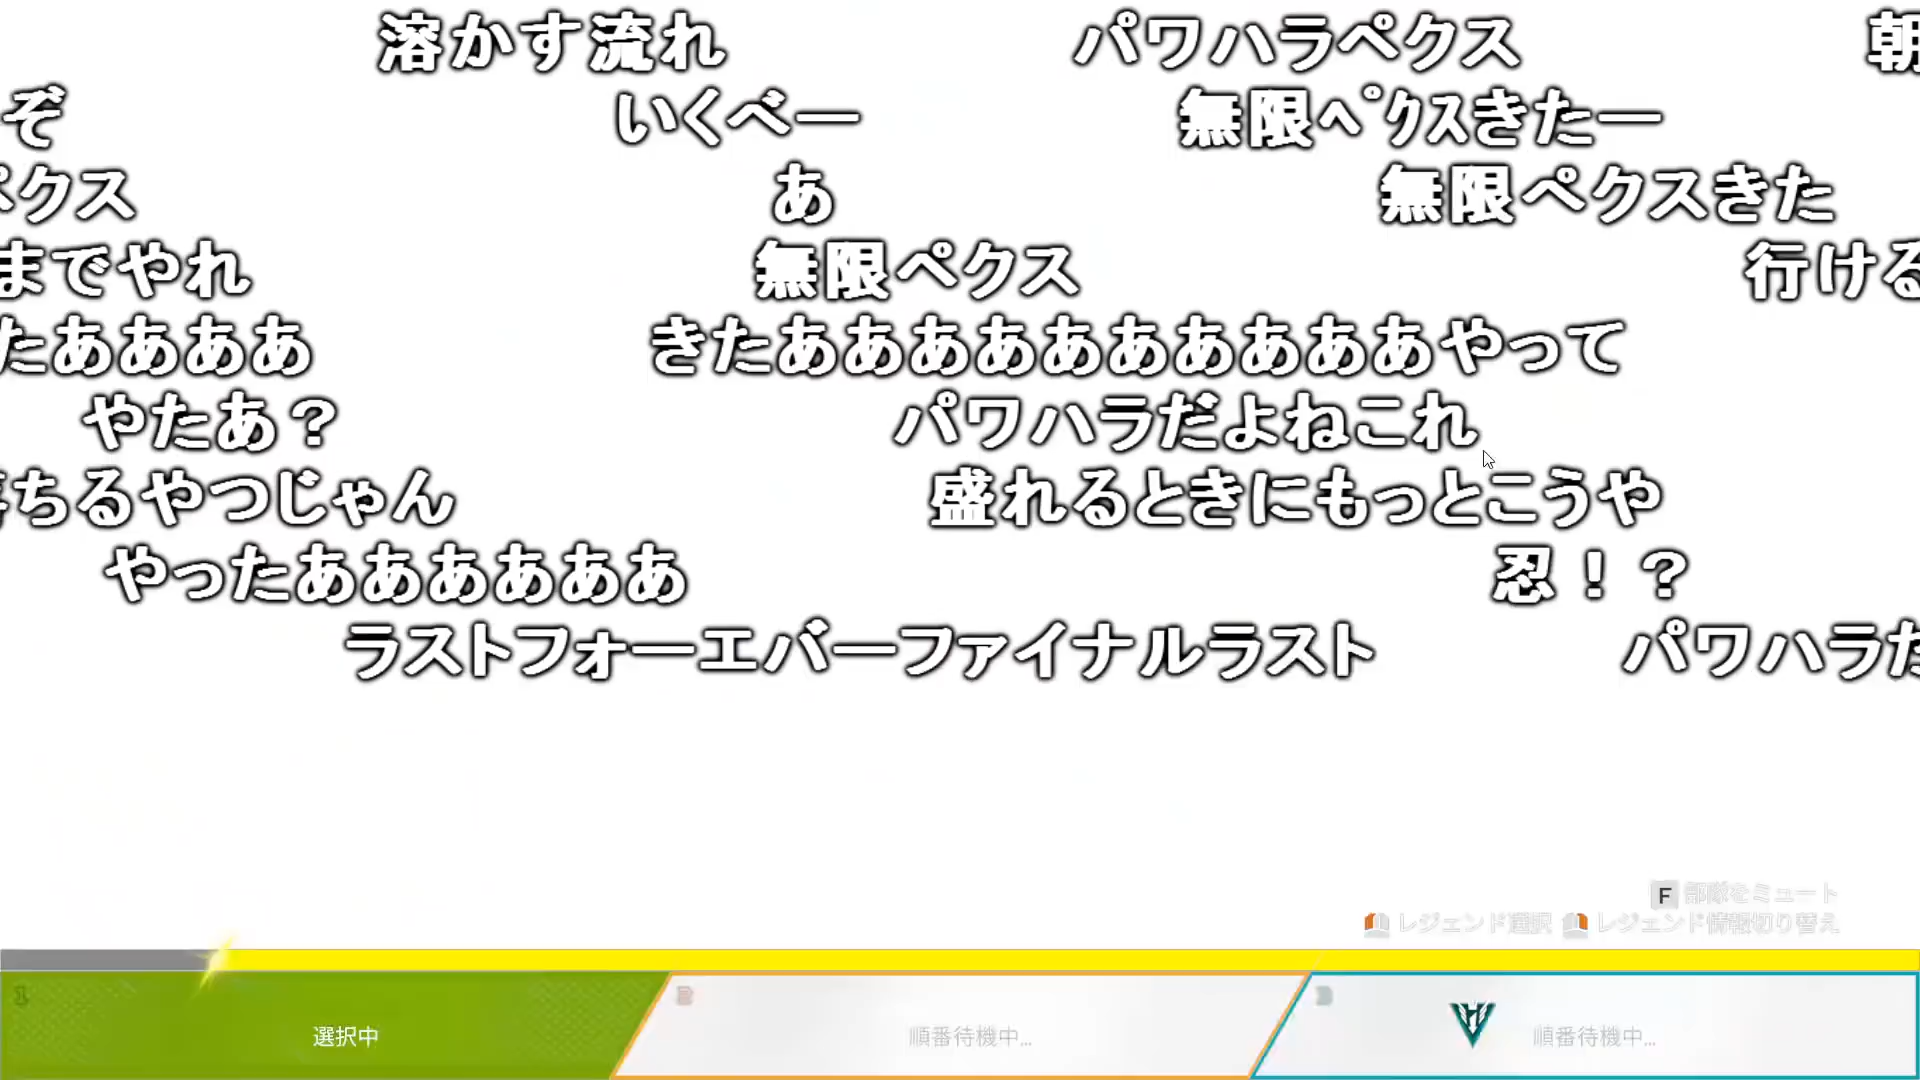 溶かす流れ パワハラペクス 朝
ぞ いくべー 無限ﾍﾟｸｽきたー
ペクス あ 無限ペクスきた
までやれ 無限ペクス 行ける
たああああ きたああああああああああやって
やたあ？ パワハラだよねこれ
落ちるやつじゃん 盛れるときにもっとこうや
やったああああああ 忍！？
ラストフォーエバーファイナルラスト パワハラだ
F 部隊をミュート
レジェンド選択 レジェンド情報切り替え
1 2 3
選択中 順番待機中... 順番待機中...